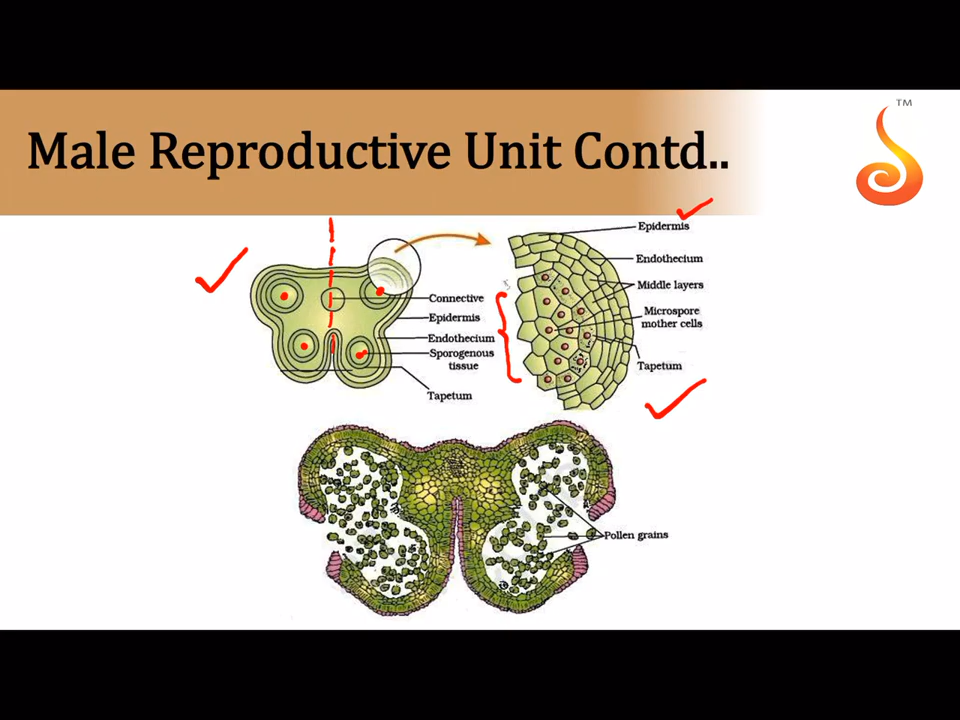 Male Reproductive Unit Contd..
TM
Epidermis
Endothecium
Middle layers
Microspore
mother cells
Tapetum
Connective
Epidermis
Endothecium
Sporogenous
tissue
Tapetum
Pollen grains